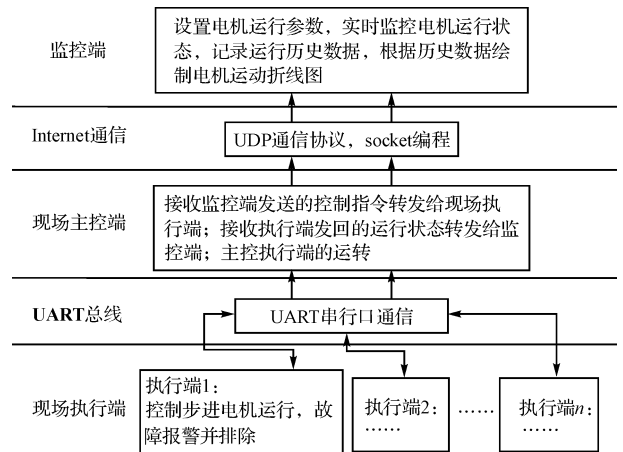 监控端
设置电机运行参数，实时监控电机运行状
态，记录运行历史数据，根据历史数据绘
制电机运动折线图
Internet通信
UDP通信协议，socket编程
现场主控端
接收监控端发送的控制指令转发给现场执
行端；接收执行端发回的运行状态转发给监
控端；主控执行端的运转
UART总线
UART串行口通信
现场执行端
执行端1：
控制步进电机运行，故
障报警并排除
执行端2：
……
……
执行端n：
……